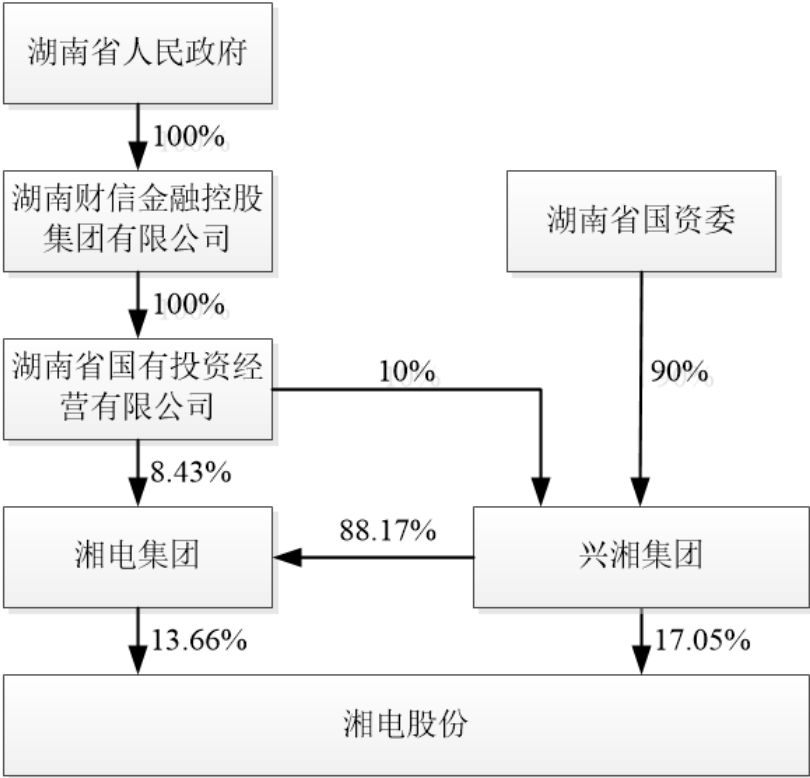 湖南省人民政府
100%
湖南财信金融控股
集团有限公司
湖南省国资委
100%
湖南省国有投资经
营有限公司
10%
90%
8.43%
湘电集团
88.17%
兴湘集团
13.66%
17.05%
湘电股份